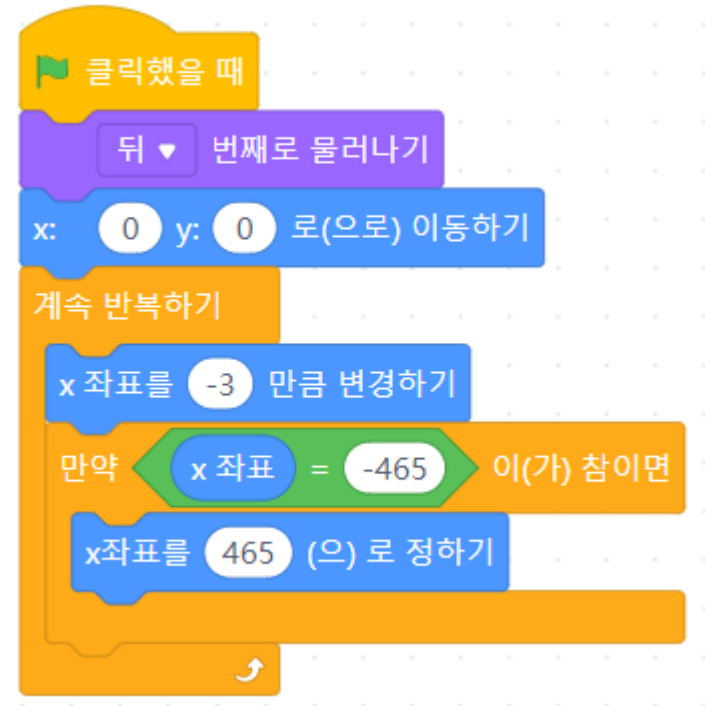 클릭했을 때
뒤 번째로 물러나기
x: 0 y: 0 로(으로) 이동하기
계속 반복하기
x 좌표를 -3 만큼 변경하기
만약 x 좌표 = -465 이(가) 참이면
x좌표를 465 (으) 로 정하기